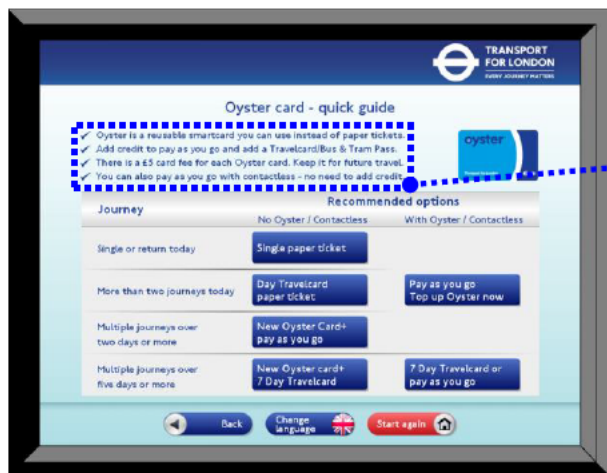 TRANSPORT
FOR LONDON
EVERY JOURNEY MATTERS
Oyster card - quick guide
✓ Oyster is a reusable smartcard you can use instead of paper tickets.
✓ Add credit to pay as you go and add a Travelcard/Bus & Tram Pass.
✓ There is a £5 card fee for each Oyster card. Keep it for future travel.
✓ You can also pay as you go with contactless - no need to add credit.
oyster
Journey
Recommended options
No Oyster / Contactless
With Oyster / Contactless
Single or return today
Single paper ticket
More than two journeys today
Day Travelcard
paper ticket
Pay as you go
Top up Oyster now
Multiple journeys over
two days or more
New Oyster Card+
pay as you go
Multiple journeys over
five days or more
New Oyster card+
7 Day Travelcard
7 Day Travelcard or
pay as you go
Back
Change
language
Start again